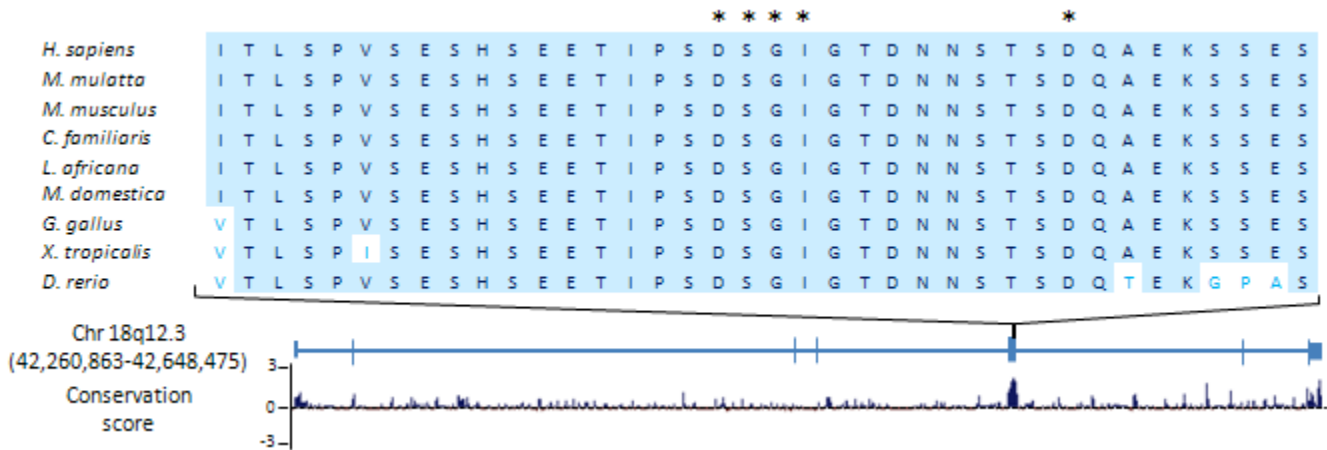 * * * * *
H. sapiens I T L S P V S E S H S E E T I P S D S G I G T D N N S T S D Q A E K S S E S
M. mulatta I T L S P V S E S H S E E T I P S D S G I G T D N N S T S D Q A E K S S E S
M. musculus I T L S P V S E S H S E E T I P S D S G I G T D N N S T S D Q A E K S S E S
C. familiaris I T L S P V S E S H S E E T I P S D S G I G T D N N S T S D Q A E K S S E S
L. africana I T L S P V S E S H S E E T I P S D S G I G T D N N S T S D Q A E K S S E S
M. domestica I T L S P V S E S H S E E T I P S D S G I G T D N N S T S D Q A E K S S E S
G. gallus V T L S P V S E S H S E E T I P S D S G I G T D N N S T S D Q A E K S S E S
X. tropicalis V T L S P I S E S H S E E T I P S D S G I G T D N N S T S D Q A E K S S E S
D. rerio V T L S P V S E S H S E E T I P S D S G I G T D N N S T S D Q T E K G P A S
Chr 18q12.3
(42,260,863-42,648,475)
Conservation
score
3
0
-3